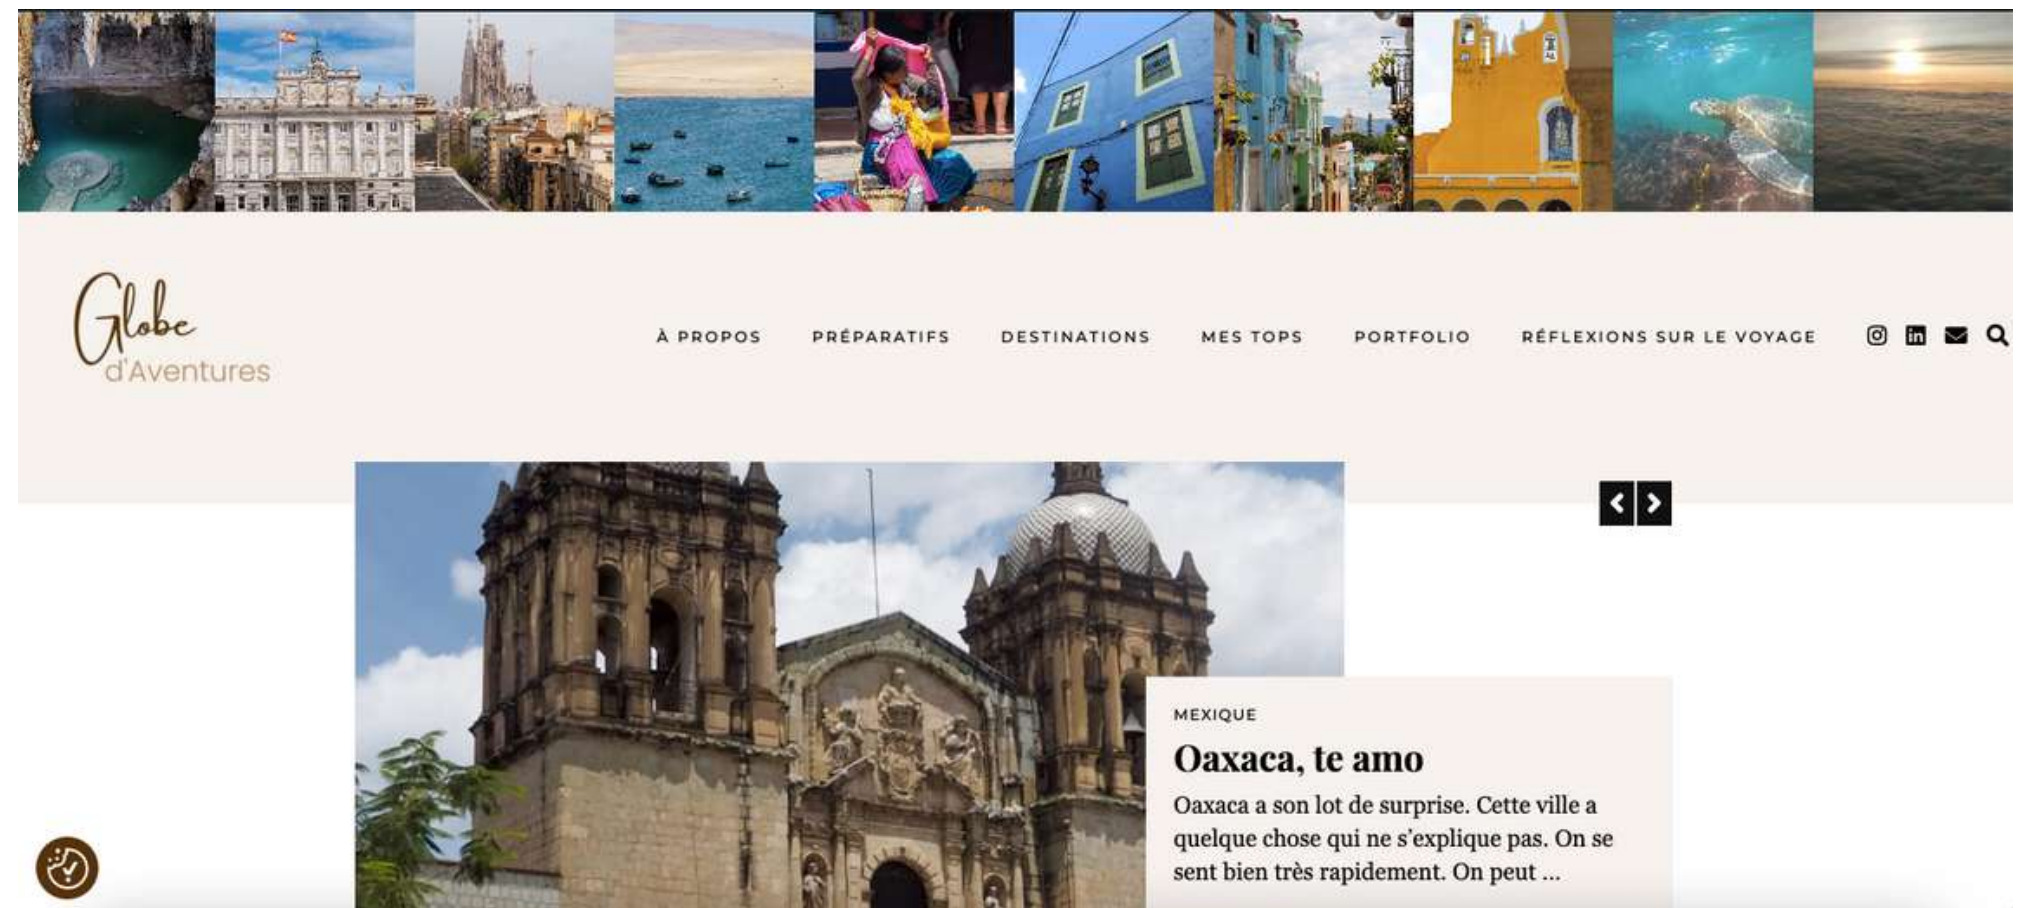 Globe
d'Aventures
À PROPOS PRÉPARATIFS DESTINATIONS MES TOPS PORTFOLIO RÉFLEXIONS SUR LE VOYAGE
MEXIQUE
Oaxaca, te amo
Oaxaca a son lot de surprise. Cette ville a
quelque chose qui ne s'explique pas. On se
sent bien très rapidement. On peut ...